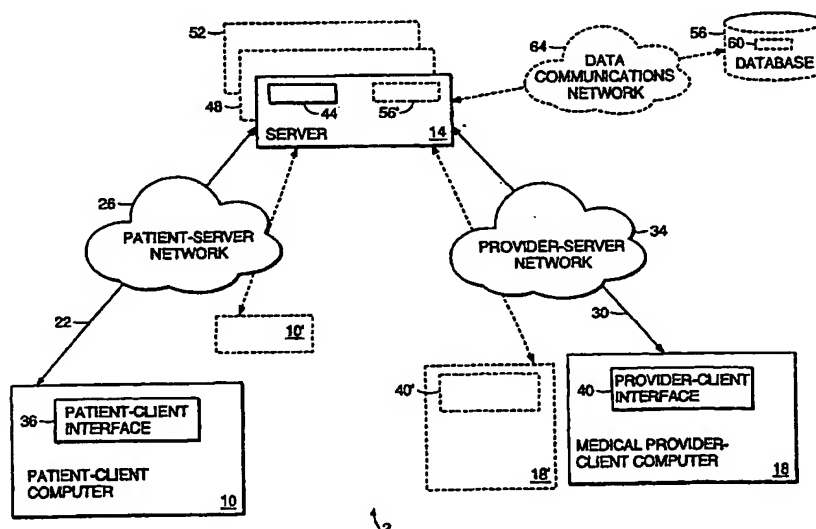 52
48
44
56'
SERVER
14
64
DATA
COMMUNICATIONS
NETWORK
56
60
DATABASE
26
PATIENT-SERVER
NETWORK
34
PROVIDER-SERVER
NETWORK
22
10'
30
36
PATIENT-CLIENT
INTERFACE
PATIENT-CLIENT
COMPUTER
10
40'
18'
40
PROVIDER-CLIENT
INTERFACE
MEDICAL PROVIDER-
CLIENT COMPUTER
18